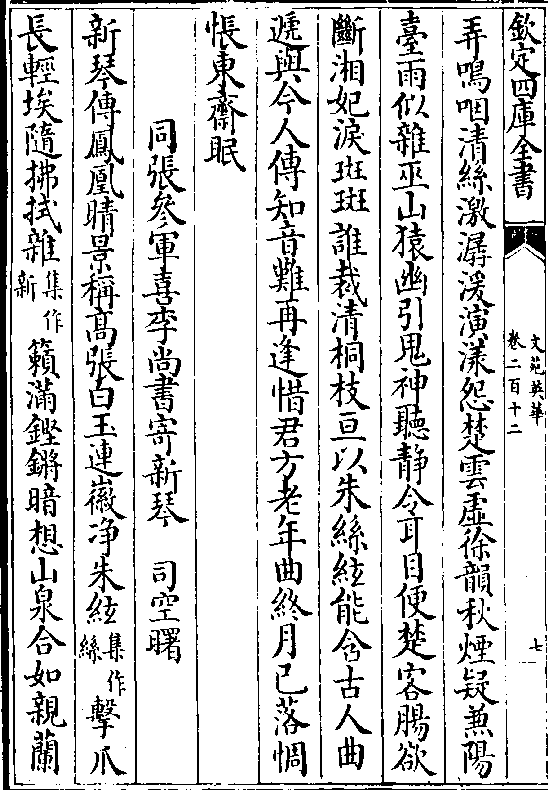 欽定四庫全書
文苑英華
卷二百十二
七
弄鳴咽清絲激潺湲演漾怨楚雲虛徐韻秋煙疑兼陽
臺雨似雜巫山猿幽引鬼神聽靜令耳目便楚客腸欲
斷湘妃淚斑斑誰裁清桐枝亘以朱絲絃能含古人曲
遞與今人傳知音難再逢惜君方老年曲終月已落惆
悵東齋眠
同張參軍喜李尚書寄新琴　司空曙
新琴傳鳳凰晴景稱髙張白玉連徽净朱絃集作絲擊爪
長輕埃隨拂拭雜集作新籟滿鏗鏘暗想山泉合如親蘭